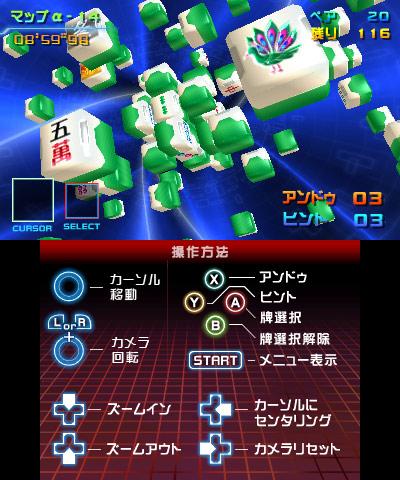 マップα-14
08'59"98
ペア 20
残り 116
五
萬
CURSOR
SELECT
アンドゥ 03
ヒント 03
操作方法
カーソル
移動
L or R
+
カメラ
回転
X アンドゥ
Y ヒント
A 牌選択
B 牌選択解除
START メニュー表示
ズームイン
ズームアウト
カーソルに
センタリング
カメラリセット